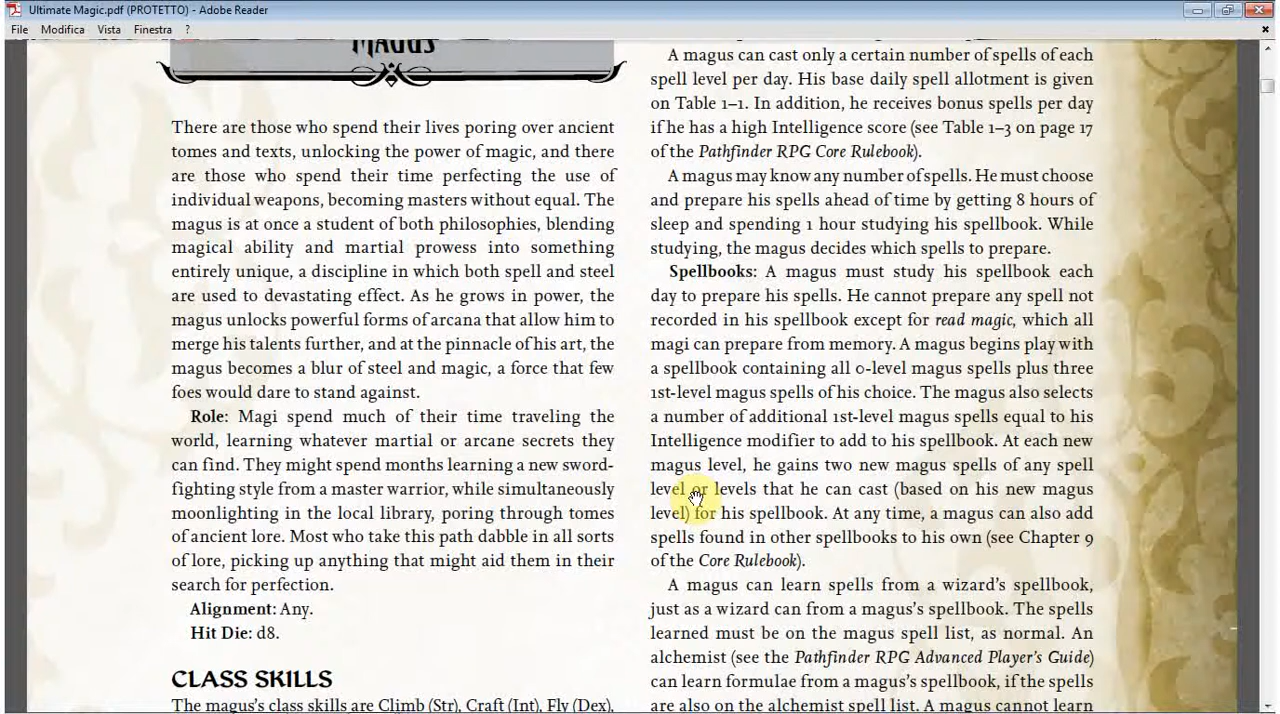 Ultimate Magic.pdf (PROTETTO) - Adobe Reader
File Modifica Vista Finestra ?
Magus
There are those who spend their lives poring over ancient
tomes and texts, unlocking the power of magic, and there
are those who spend their time perfecting the use of
individual weapons, becoming masters without equal. The
magus is at once a student of both philosophies, blending
magical ability and martial prowess into something
entirely unique, a discipline in which both spell and steel
are used to devastating effect. As he grows in power, the
magus unlocks powerful forms of arcana that allow him to
merge his talents further, and at the pinnacle of his art, the
magus becomes a blur of steel and magic, a force that few
foes would dare to stand against.
Role: Magi spend much of their time traveling the
world, learning whatever martial or arcane secrets they
can find. They might spend months learning a new sword-
fighting style from a master warrior, while simultaneously
moonlighting in the local library, poring through tomes
of ancient lore. Most who take this path dabble in all sorts
of lore, picking up anything that might aid them in their
search for perfection.
Alignment: Any.
Hit Die: d8.
CLASS SKILLS
The magus's class skills are Climb (Str), Craft (Int), Fly (Dex),
A magus can cast only a certain number of spells of each
spell level per day. His base daily spell allotment is given
on Table 1–1. In addition, he receives bonus spells per day
if he has a high Intelligence score (see Table 1–3 on page 17
of the Pathfinder RPG Core Rulebook).
A magus may know any number of spells. He must choose
and prepare his spells ahead of time by getting 8 hours of
sleep and spending 1 hour studying his spellbook. While
studying, the magus decides which spells to prepare.
Spellbooks: A magus must study his spellbook each
day to prepare his spells. He cannot prepare any spell not
recorded in his spellbook except for read magic, which all
magi can prepare from memory. A magus begins play with
a spellbook containing all 0-level magus spells plus three
1st-level magus spells of his choice. The magus also selects
a number of additional 1st-level magus spells equal to his
Intelligence modifier to add to his spellbook. At each new
magus level, he gains two new magus spells of any spell
level or levels that he can cast (based on his new magus
level) for his spellbook. At any time, a magus can also add
spells found in other spellbooks to his own (see Chapter 9
of the Core Rulebook).
A magus can learn spells from a wizard's spellbook,
just as a wizard can from a magus's spellbook. The spells
learned must be on the magus spell list, as normal. An
alchemist (see the Pathfinder RPG Advanced Player's Guide)
can learn formulae from a magus's spellbook, if the spells
are also on the alchemist spell list. A magus cannot learn